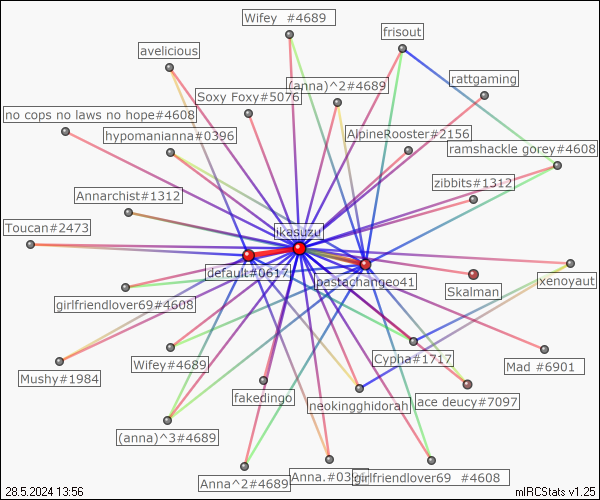 Wifey #4689
frisout
avelicious
rattgaming
(anna)^2#4689
Soxy Foxy#5076
no cops no laws no hope#4608
hypomanianna#0396
AlpineRooster#2156
ramshackle gorey#4608
zibbits#1312
Annarchist#1312
Toucan#2473
ikasuzu
default#0617
pastachangeo41
Skalman
xenoyaut
girlfriendlover69#4608
Wifey#4689
Cypha#1717
Mad #6901
Mushy#1984
fakedingo
neokingghidorah
ace deucy#7097
(anna)^3#4689
Anna^2#4689
girlfriendlover69 #4608
28.5.2024 13:56
mIRCStats v1.25